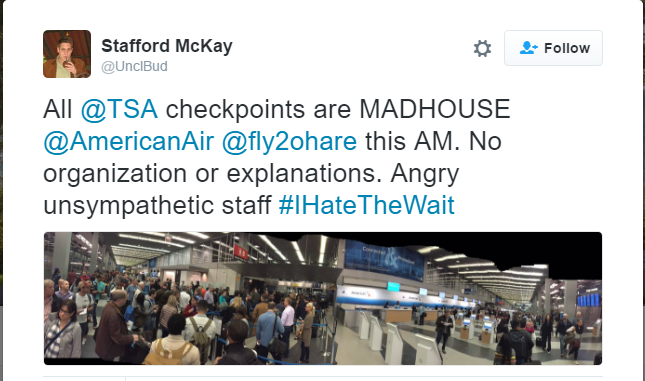 Stafford McKay
@UnclBud
Follow
All @TSA checkpoints are MADHOUSE
@AmericanAir @fly2ohare this AM. No
organization or explanations. Angry
unsympathetic staff #IHateTheWait